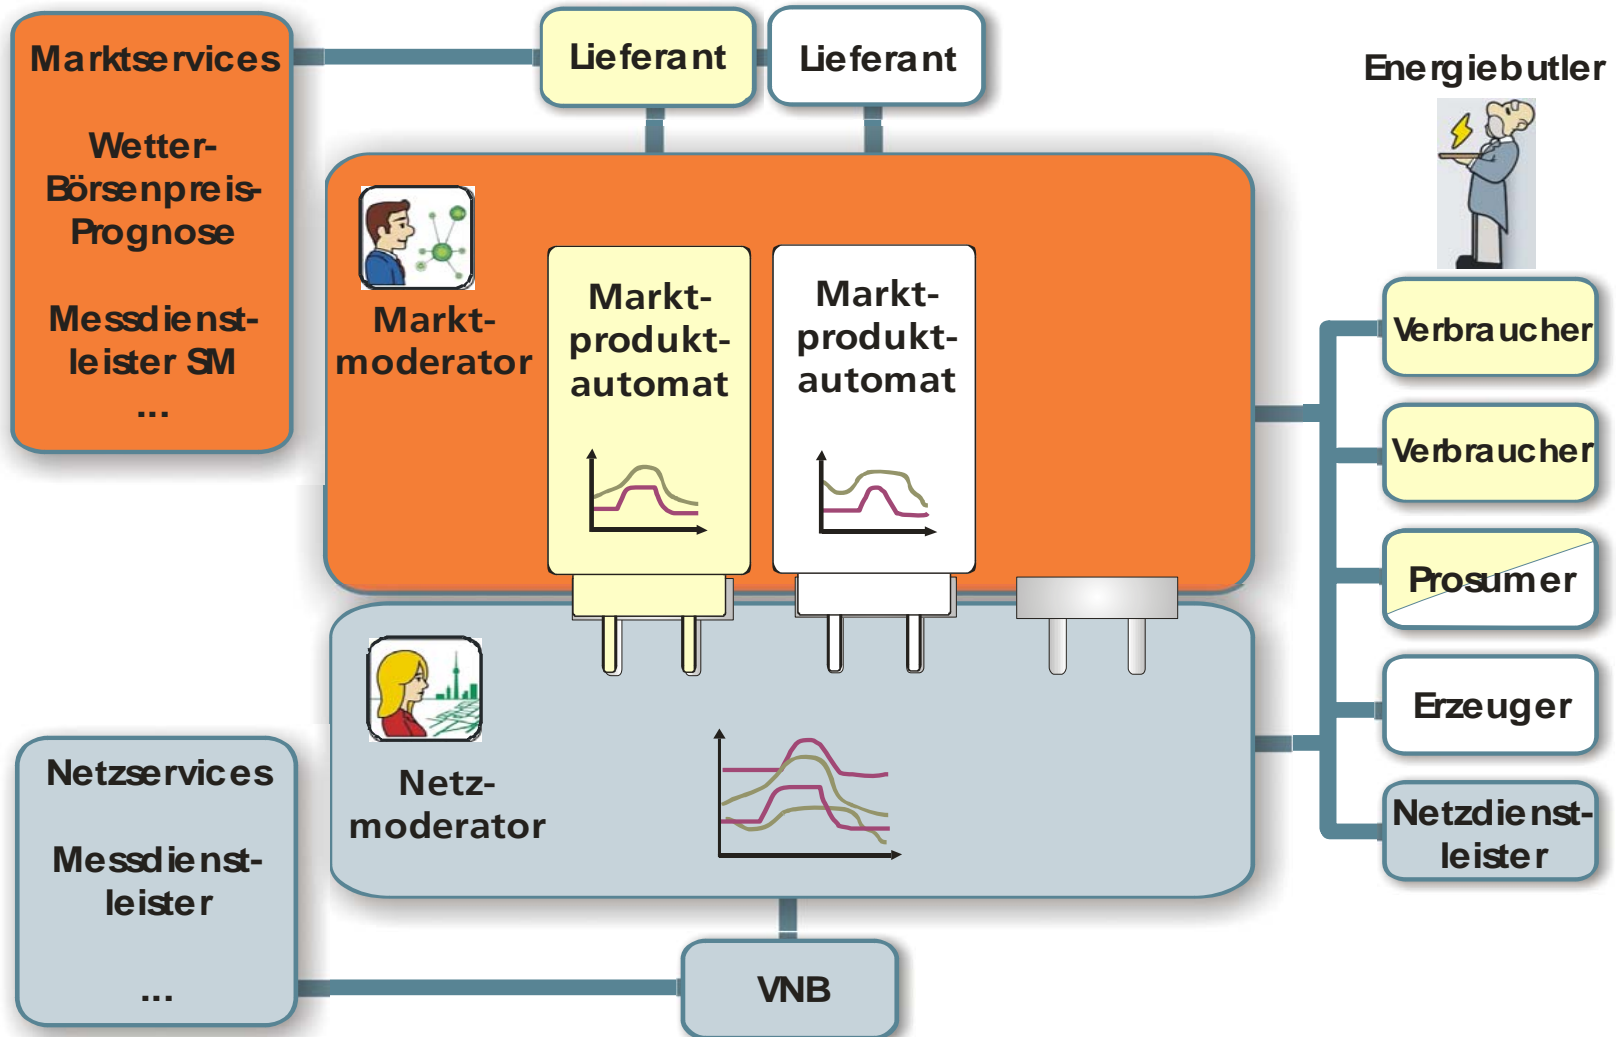 Marktservices
Wetter-
Börsenpreis-
Prognose
Messdienst-
leister SM
...
Lieferant
Lieferant
Energiebutler
Markt-
moderator
Markt-
produkt-
automat
Markt-
produkt-
automat
Verbraucher
Verbraucher
Prosumer
Erzeuger
Netzdienst-
leister
Netz-
moderator
Netzservices
Messdienst-
leister
...
VNB